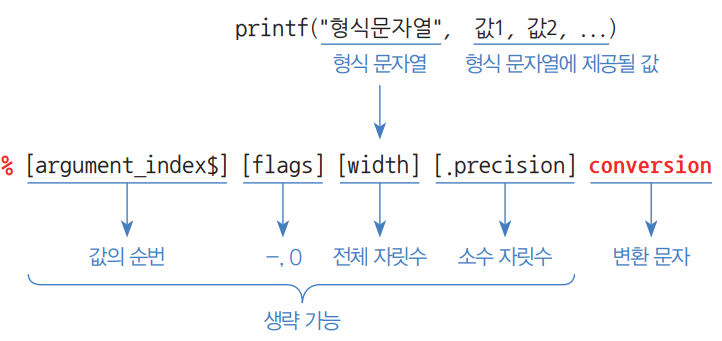 printf("형식문자열", 값1, 값2, ...)
형식 문자열 형식 문자열에 제공될 값
% [argument_index$] [flags] [width] [.precision] conversion
값의 순번 -, 0 전체 자릿수 소수 자릿수 변환 문자
생략 가능